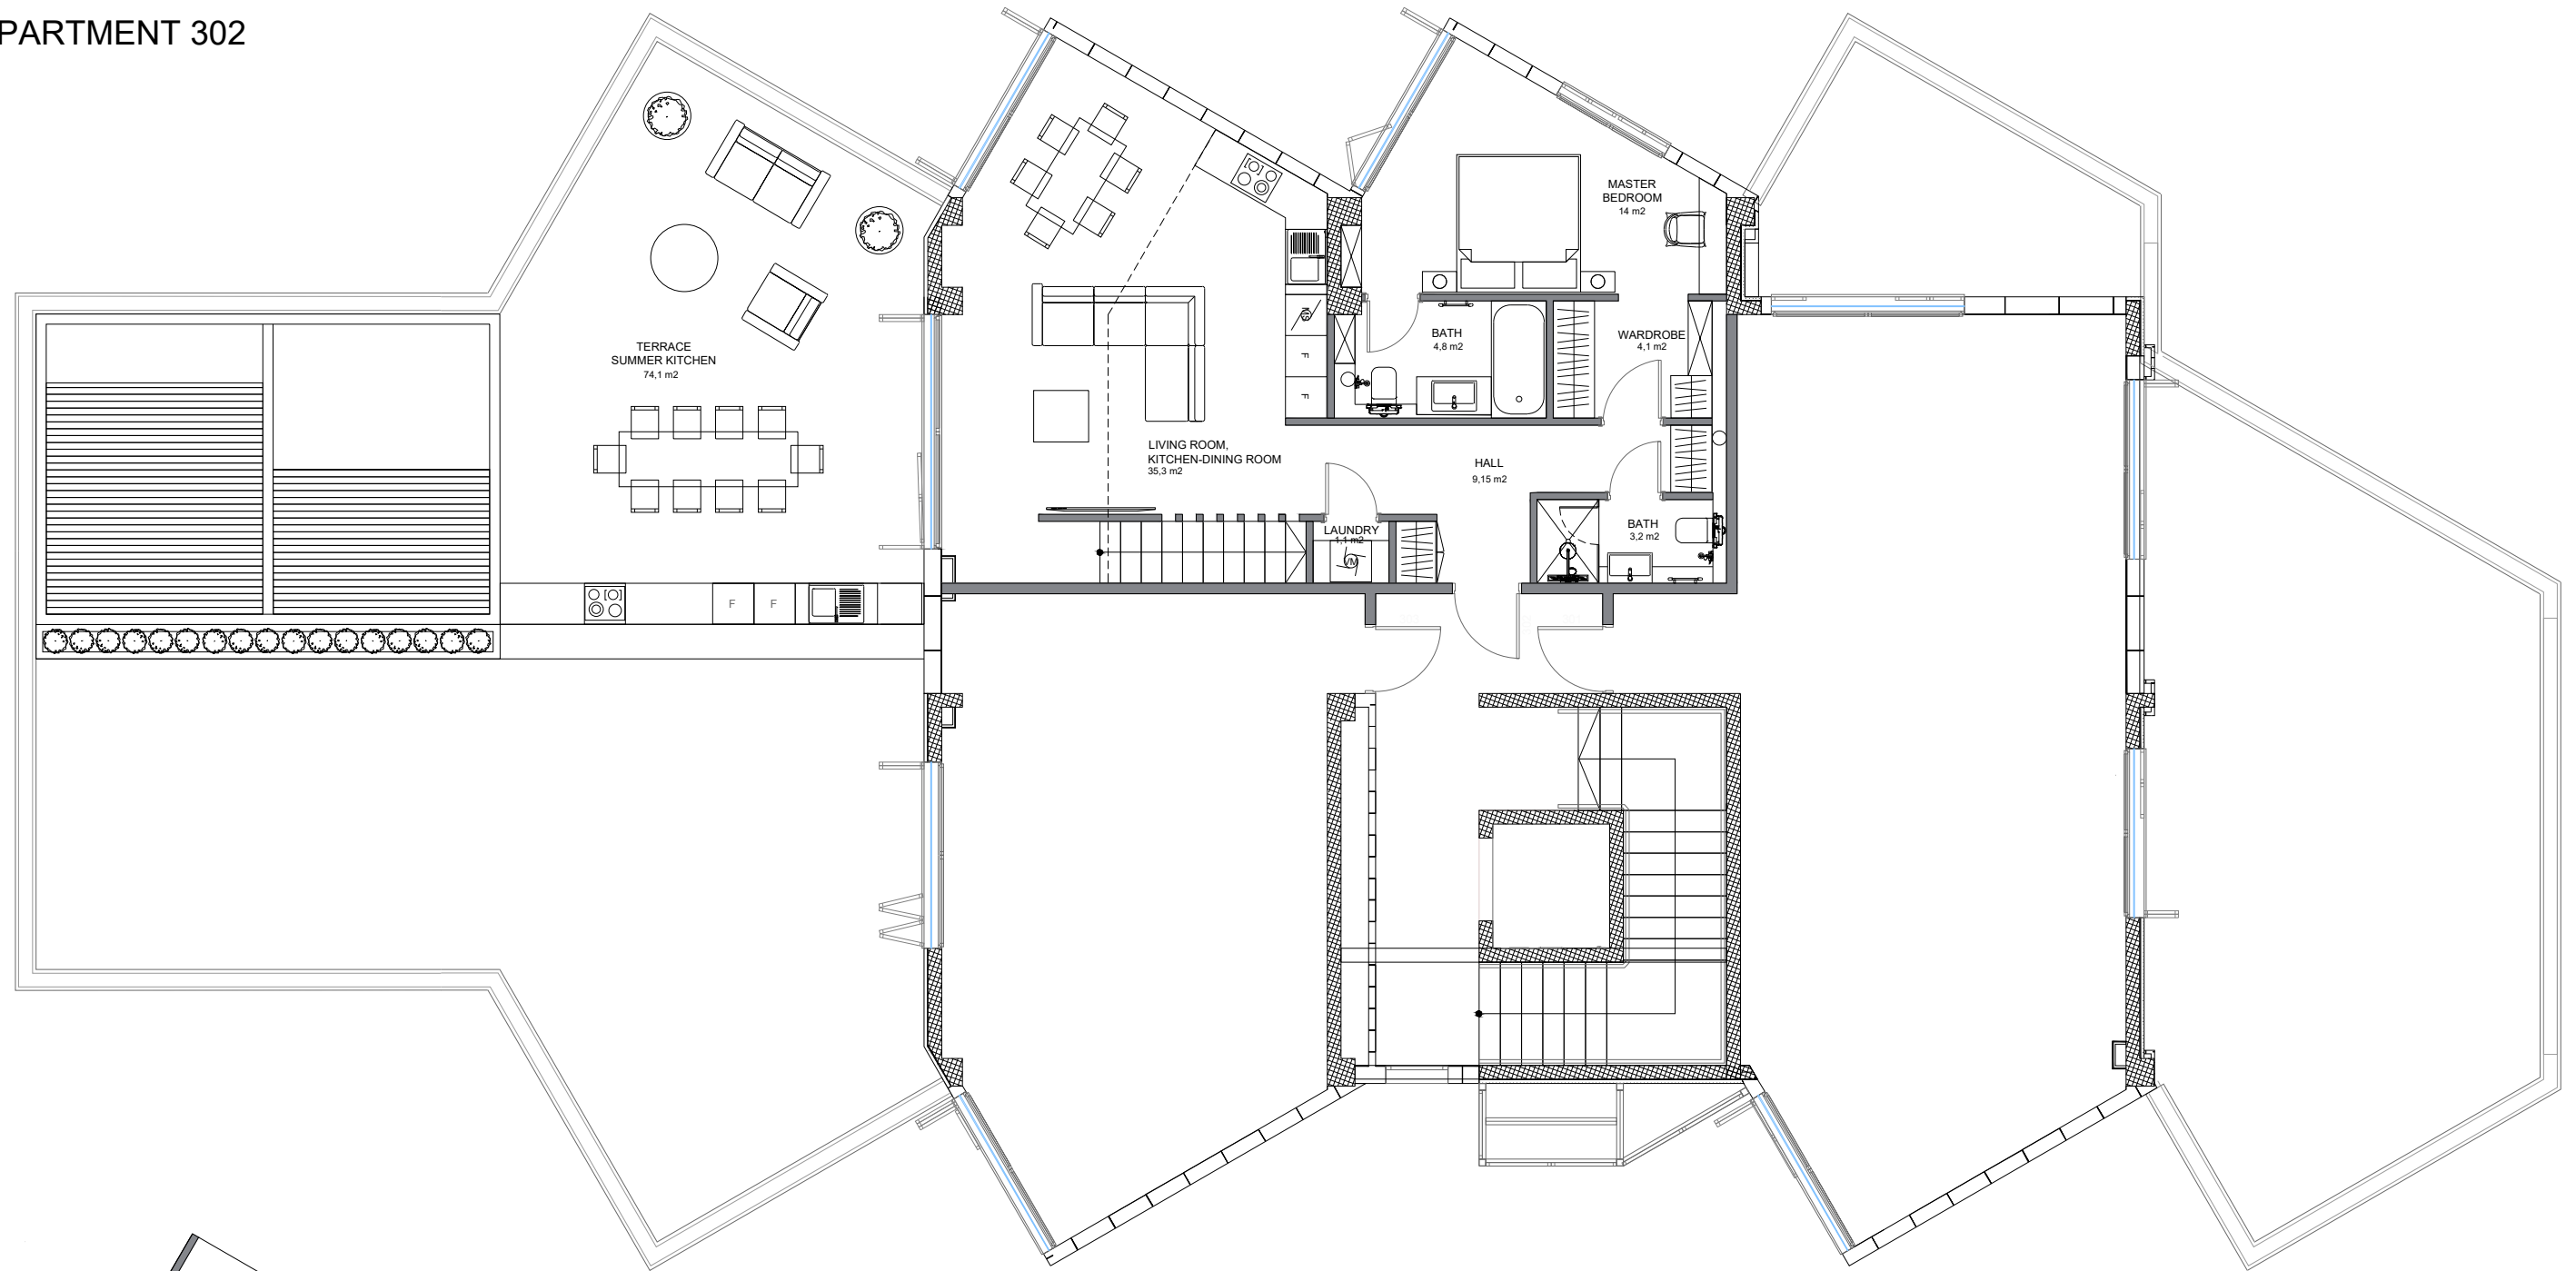 PARTMENT 302
MASTER
BEDROOM
14 m2
TERRACE
SUMMER KITCHEN
74,1 m2
BATH
4,8 m2
WARDROBE
4,1 m2
F
F
LIVING ROOM,
KITCHEN-DINING ROOM
35,3 m2
HALL
9,15 m2
LAUNDRY
1,1 m2
VM
BATH
3,2 m2
F F